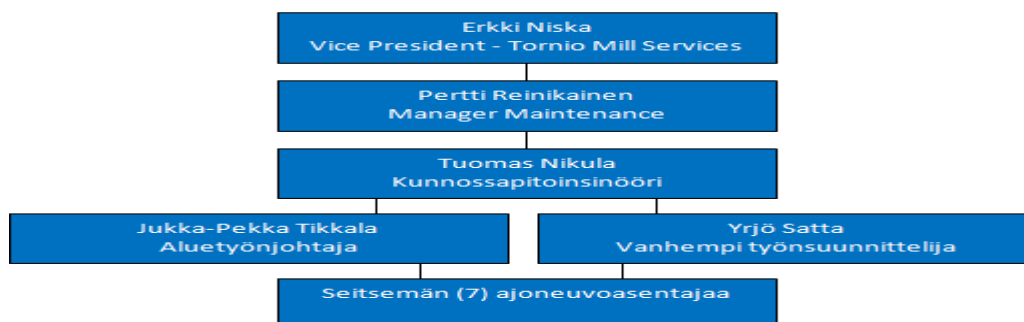 Erkki Niska
Vice President - Tornio Mill Services
Pertti Reinikainen
Manager Maintenance
Tuomas Nikula
Kunnossapitoinsinööri
Jukka-Pekka Tikkala
Aluetyönjohtaja
Yrjö Satta
Vanhempi työnsuunnittelija
Seitsemän (7) ajoneuvoasentajaa